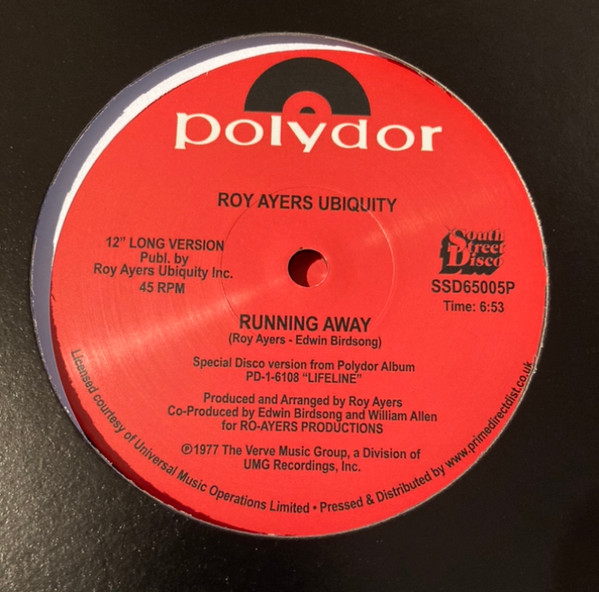 polydor
ROY AYERS UBIQUITY
12” LONG VERSION
Publ. by
Roy Ayers Ubiquity Inc.
45 RPM
South
Street
Disco
SSD65005P
Time: 6:53
RUNNING AWAY
(Roy Ayers - Edwin Birdsong)
Special Disco version from Polydor Album
PD-1-6108 “LIFELINE”
Produced and Arranged by Roy Ayers
Co-Produced by Edwin Birdsong and William Allen
for RO-AYERS PRODUCTIONS
℗1977 The Verve Music Group, a Division of
UMG Recordings, Inc.
Licensed courtesy of Universal Music Operations Limited • Pressed & Distributed by www.primedirectdist.co.uk